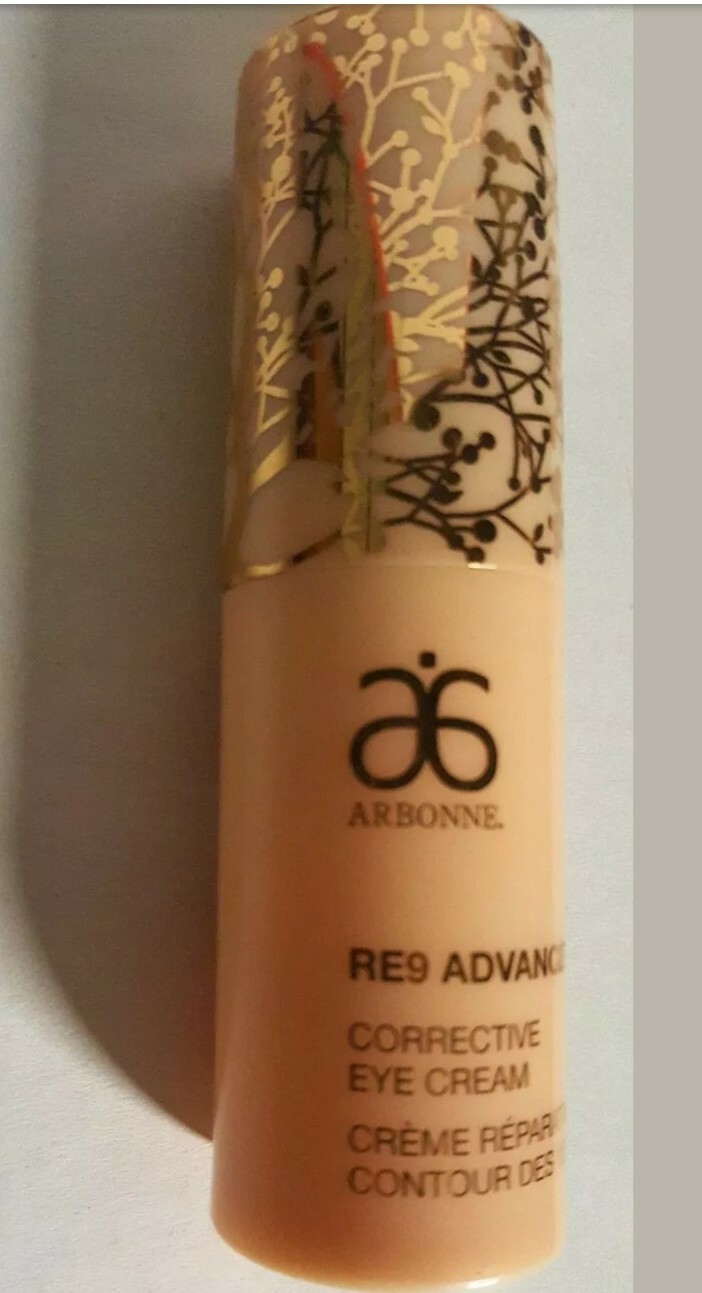 ARBONNE.
RE9 ADVANC
CORRECTIVE
EYE CREAM
CRÈME RÉPAR
CONTOUR DES